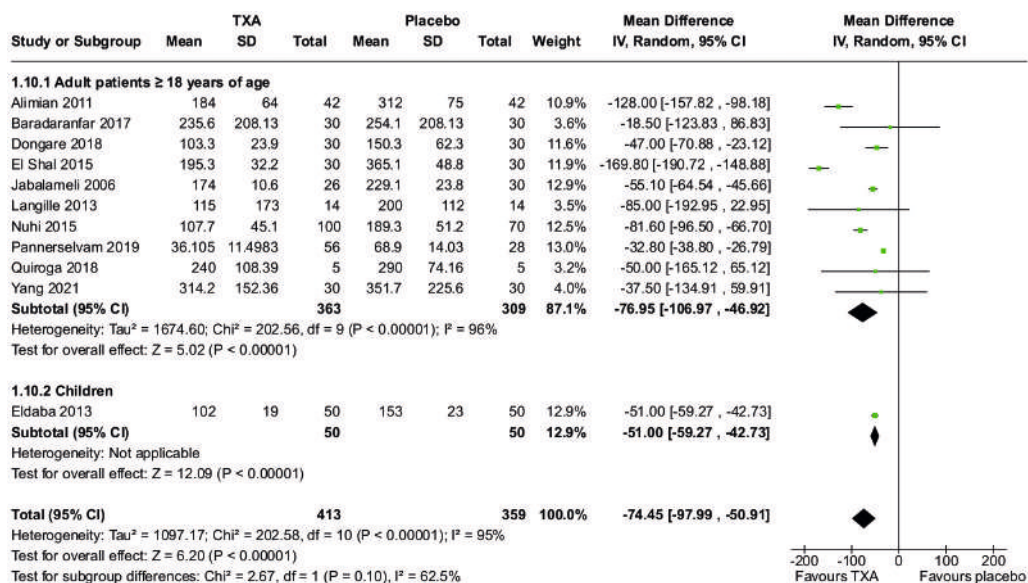 TXA Placebo Mean Difference Mean Difference
Study or Subgroup Mean SD Total Mean SD Total Weight IV, Random, 95% CI IV, Random, 95% CI
1.10.1 Adult patients ≥ 18 years of age
Alimian 2011 184 64 42 312 75 42 10.9% -128.00 [-157.82 , -98.18]
Baradaranfar 2017 235.6 208.13 30 254.1 208.13 30 3.6% -18.50 [-123.83 , 86.83]
Dongare 2018 103.3 23.9 30 150.3 62.3 30 11.6% -47.00 [-70.88 , -23.12]
El Shal 2015 195.3 32.2 30 365.1 48.8 30 11.9% -169.80 [-190.72 , -148.88]
Jabalameli 2006 174 10.6 26 229.1 23.8 30 12.9% -55.10 [-64.54 , -45.66]
Langille 2013 115 173 14 200 112 14 3.5% -85.00 [-192.95 , 22.95]
Nuhi 2015 107.7 45.1 100 189.3 51.2 70 12.5% -81.60 [-96.50 , -66.70]
Pannerselvam 2019 36.105 11.4983 56 68.9 14.03 28 13.0% -32.80 [-38.80 , -26.79]
Quiroga 2018 240 108.39 5 290 74.16 5 3.2% -50.00 [-165.12 , 65.12]
Yang 2021 314.2 152.36 30 351.7 225.6 30 4.0% -37.50 [-134.91 , 59.91]
Subtotal (95% CI) 363 309 87.1% -76.95 [-106.97 , -46.92]
Heterogeneity: Tau² = 1674.60; Chi² = 202.56, df = 9 (P < 0.00001); I² = 96%
Test for overall effect: Z = 5.02 (P < 0.00001)
1.10.2 Children
Eldaba 2013 102 19 50 153 23 50 12.9% -51.00 [-59.27 , -42.73]
Subtotal (95% CI) 50 50 12.9% -51.00 [-59.27 , -42.73]
Heterogeneity: Not applicable
Test for overall effect: Z = 12.09 (P < 0.00001)
Total (95% CI) 413 359 100.0% -74.45 [-97.99 , -50.91]
Heterogeneity: Tau² = 1097.17; Chi² = 202.58, df = 10 (P < 0.00001); I² = 95%
Test for overall effect: Z = 6.20 (P < 0.00001)
Test for subgroup differences: Chi² = 2.67, df = 1 (P = 0.10), I² = 62.5%
-200 -100 0 100 200
Favours TXA Favours placebo